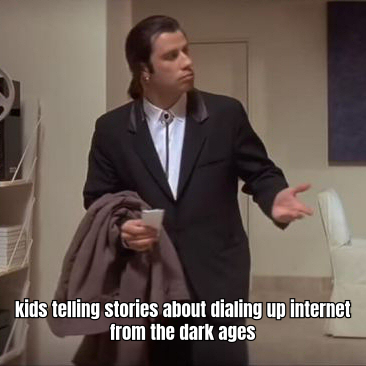 kids telling stories about dialing up internet
from the dark ages